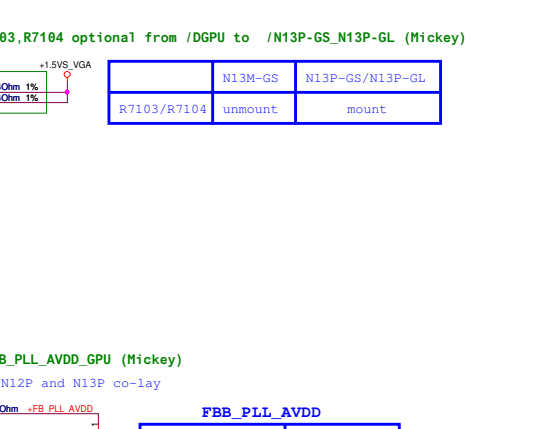 03,R7104 optional from /DGPU to /N13P-GS_N13P-GL (Mickey)
+1.5VS_VGA
N13M-GS N13P-GS/N13P-GL
Ohm 1%
Ohm 1%
R7103/R7104 unmount mount
B_PLL_AVDD_GPU (Mickey)
N12P and N13P co-lay
Ohm +FB_PLL_AVDD
FBB_PLL_AVDD
1